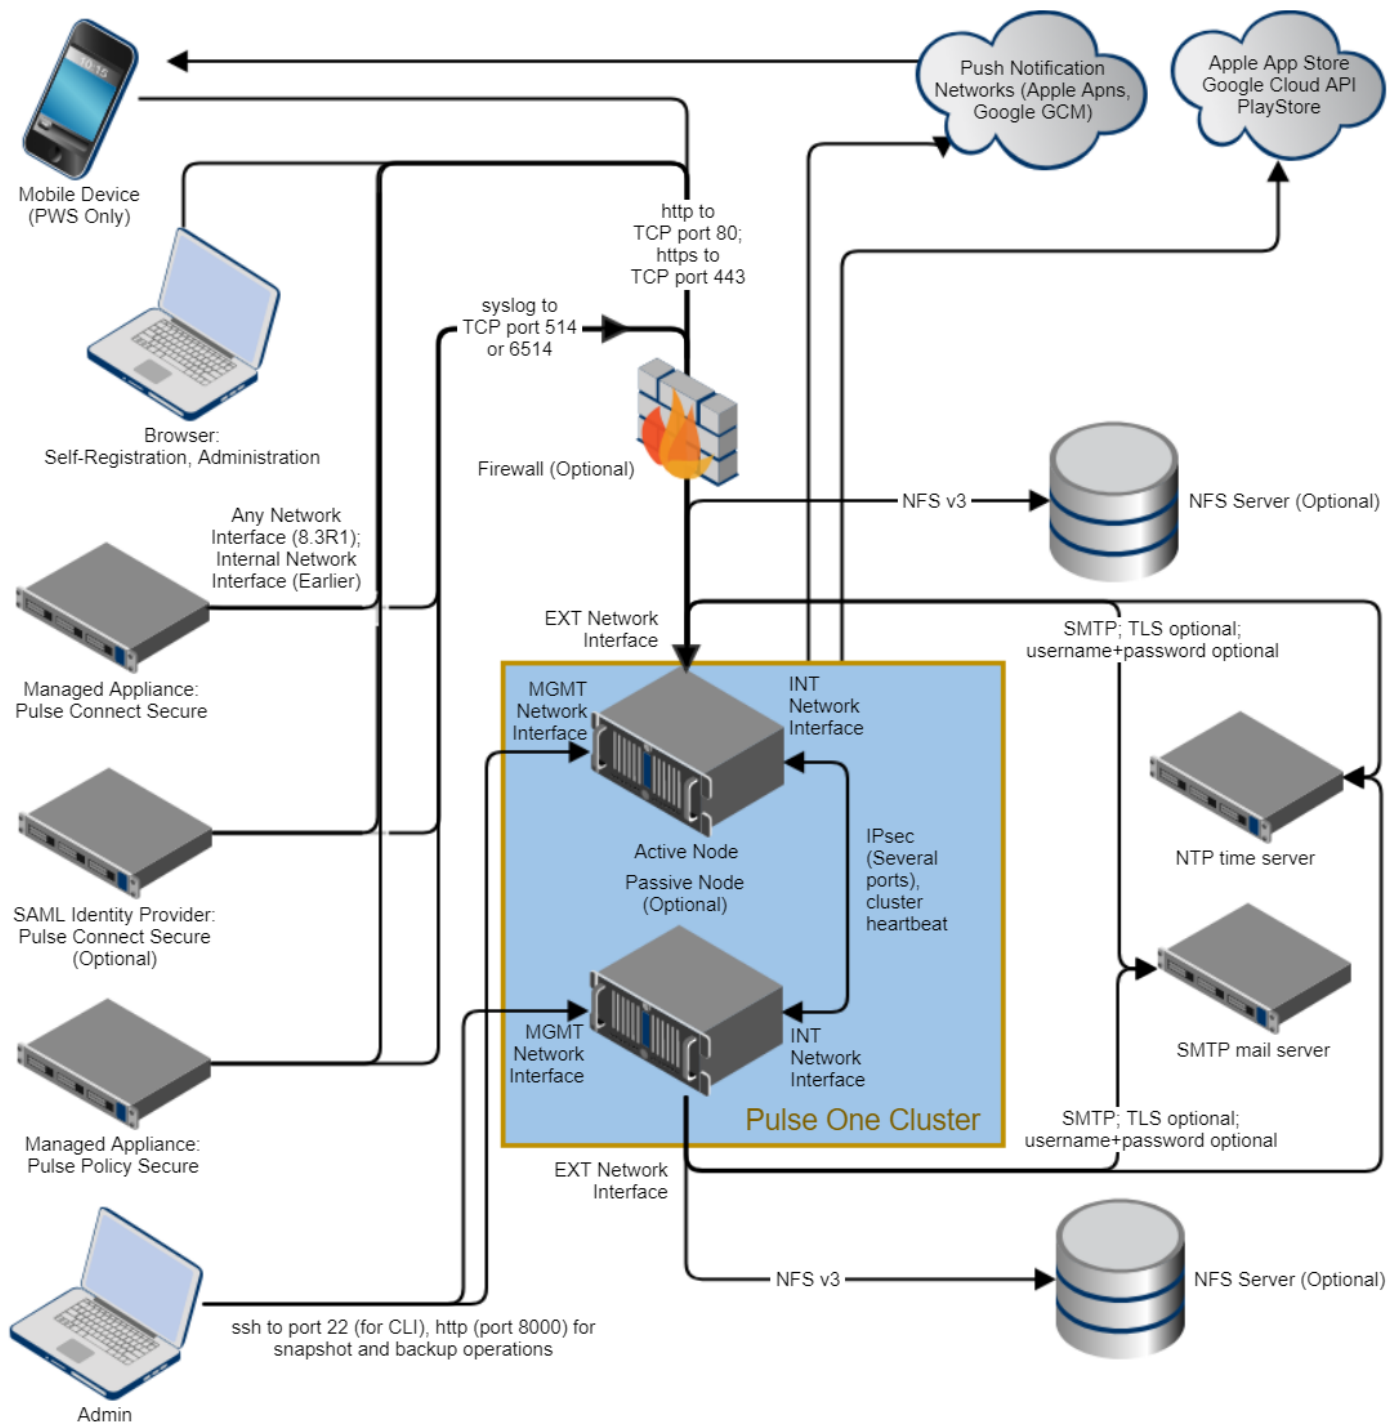 10:15
Mobile Device
(PWS Only)
Push Notification
Networks (Apple Apns,
Google GCM)
Apple App Store
Google Cloud API
PlayStore
http to
TCP port 80;
https to
TCP port 443
syslog to
TCP port 514
or 6514
Browser:
Self-Registration, Administration
Firewall (Optional)
NFS v3
NFS Server (Optional)
Any Network
Interface (8.3R1);
Internal Network
Interface (Earlier)
EXT Network
Interface
SMTP; TLS optional;
username+password optional
Managed Appliance:
Pulse Connect Secure
MGMT
Network
Interface
INT
Network
Interface
Active Node
Passive Node
(Optional)
IPsec
(Several
ports),
cluster
heartbeat
NTP time server
SAML Identity Provider:
Pulse Connect Secure
(Optional)
MGMT
Network
Interface
INT
Network
Interface
SMTP mail server
Pulse One Cluster
SMTP; TLS optional;
username+password optional
Managed Appliance:
Pulse Policy Secure
EXT Network
Interface
NFS v3
NFS Server (Optional)
ssh to port 22 (for CLI), http (port 8000) for
snapshot and backup operations
Admin